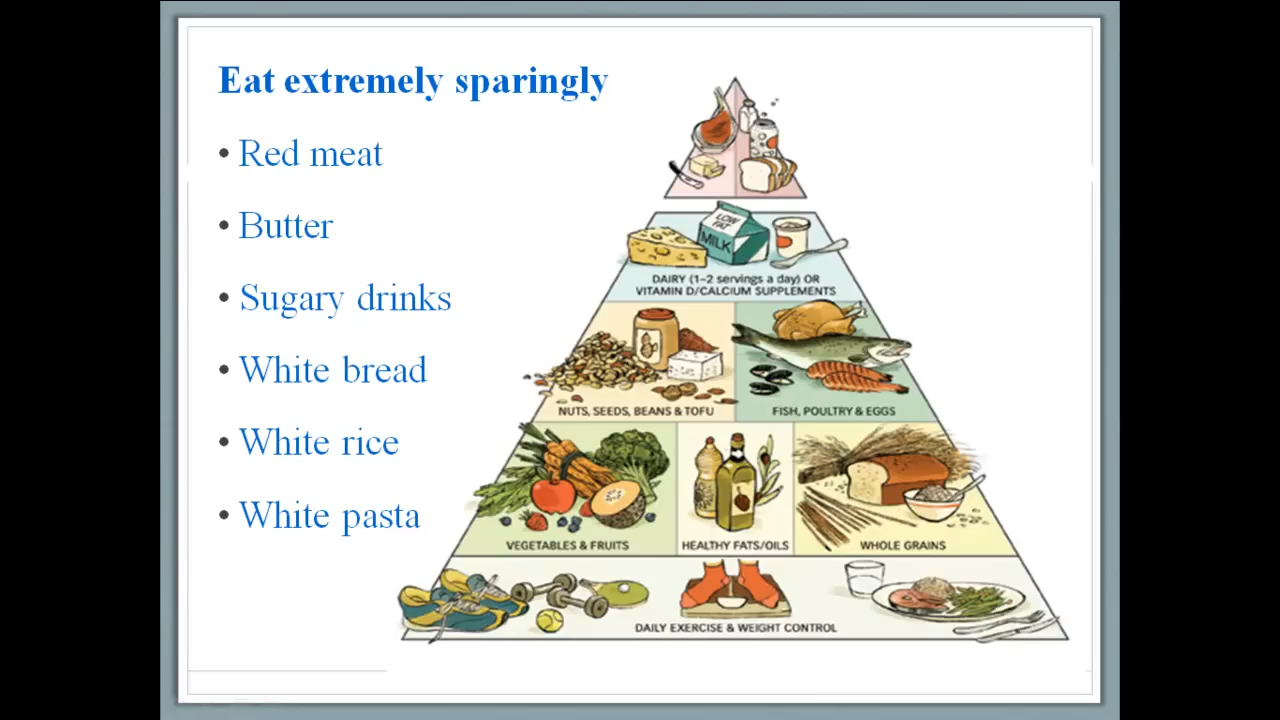 Eat extremely sparingly
• Red meat
• Butter
• Sugary drinks
• White bread
• White rice
• White pasta
LOW
FAT
MILK
DAIRY (1–2 servings a day) OR
VITAMIN D/CALCIUM SUPPLEMENTS
NUTS, SEEDS, BEANS & TOFU
FISH, POULTRY & EGGS
VEGETABLES & FRUITS
HEALTHY FATS/OILS
WHOLE GRAINS
DAILY EXERCISE & WEIGHT CONTROL